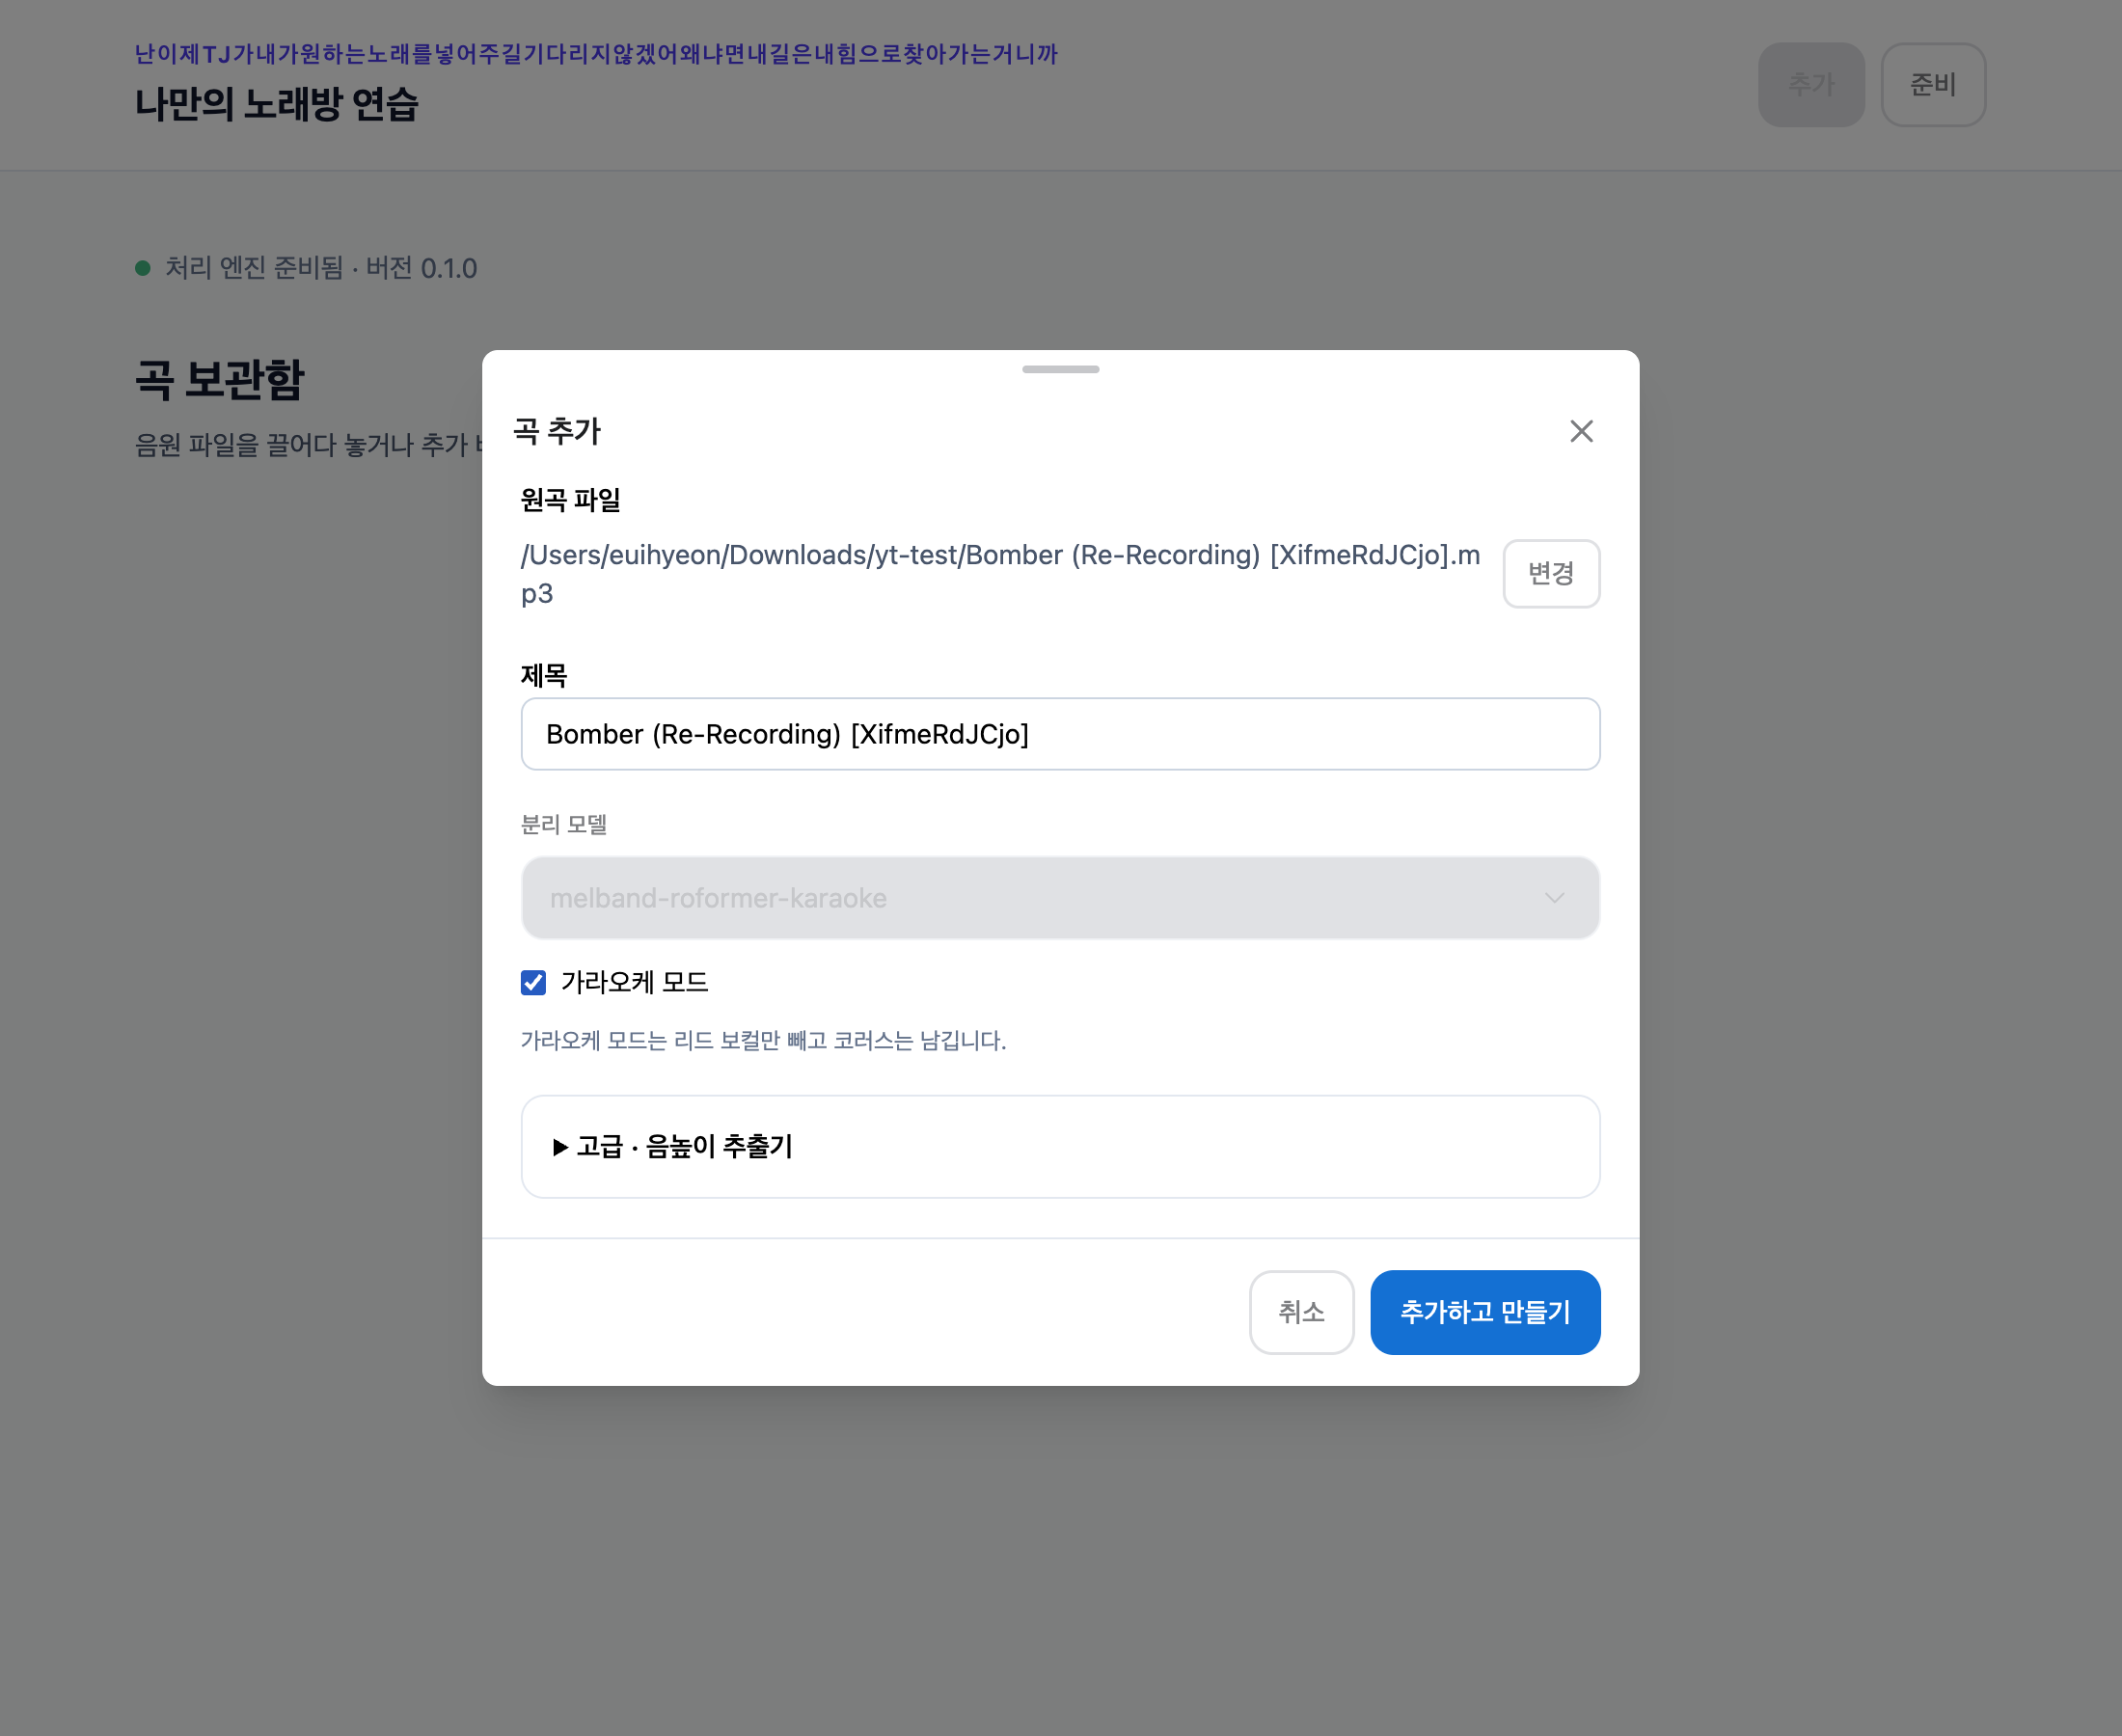 난이제TJ가내가원하는노래를넣어주길기다리지않겠어왜냐면내길은내힘으로찾아가는거니까
나만의 노래방 연습
추가
준비
처리 엔진 준비됨 · 버전 0.1.0
곡 보관함
음원 파일을 끌어다 놓거나 추가
곡 추가
원곡 파일
/Users/euihyeon/Downloads/yt-test/Bomber (Re-Recording) [XifmeRdJCjo].m
p3
변경
제목
Bomber (Re-Recording) [XifmeRdJCjo]
분리 모델
melband-roformer-karaoke
가라오케 모드
가라오케 모드는 리드 보컬만 빼고 코러스는 남깁니다.
▶ 고급 · 음높이 추출기
취소
추가하고 만들기